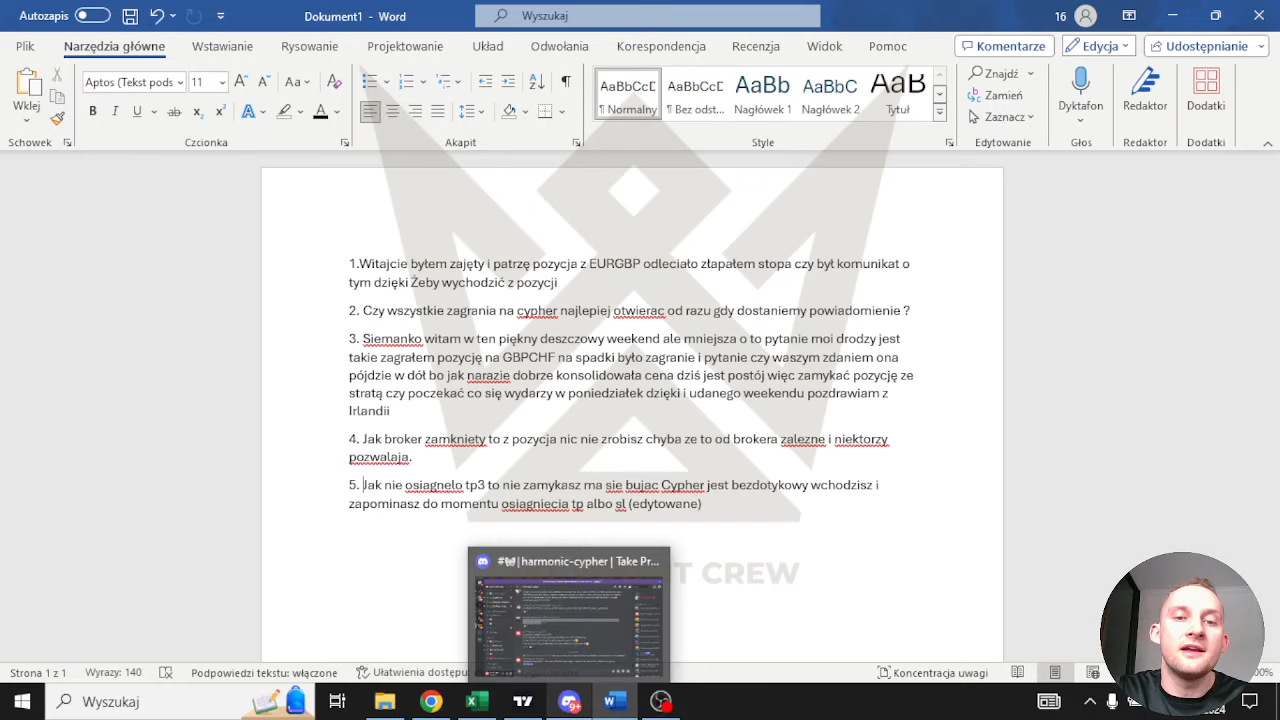 Autozapis
Dokument1 - Word
Wyszukaj
16
Plik Narzędzia główne Wstawianie Rysowanie Projektowanie Układ Odwołania Korespondencja Recenzja Widok Pomoc
Komentarze Edycja Udostępnianie
Wklej
Aptos (Tekst pods 11
AaBbCcD AaBbCcD AaBb AaBbC AaB
¶ Normalny ¶ Bez odst... Nagłówek 1 Nagłówek 2 Tytuł
Znajdź
Zamień
Zaznacz
Dyktafon Redaktor Dodatki
Schowek Czcionka Akapit Style Edytowanie Głos Redaktor Dodatki
1.Witajcie byłem zajęty i patrzę pozycja z EURGBP odleciało złapałem stopa czy był komunikat o
tym dzięki Żeby wychodzić z pozycji
2. Czy wszystkie zagrania na cypher najlepiej otwierac od razu gdy dostaniemy powiadomienie ?
3. Siemanko witam w ten piękny deszczowy weekend ale mniejsza o to pytanie moi drodzy jest
takie zagrałem pozycję na GBPCHF na spadki było zagranie i pytanie czy waszym zdaniem ona
pójdzie w dół bo jak narazie dobrze konsolidowała cena dziś jest postój więc zamykać pozycję ze
stratą czy poczekać co się wydarzy w poniedziałek dzięki i udanego weekendu pozdrawiam z
Irlandii
4. Jak broker zamkniety to z pozycja nic nie zrobisz chyba ze to od brokera zalezne i niektorzy
pozwalaja.
5. Jak nie osiagnelo tp3 to nie zamykasz ma sie bujac Cypher jest bezdotykowy wchodzisz i
zapominasz do momentu osiagniecia tp albo sl (edytowane)
#|harmonic-cypher | Take Pr...
T CREW
Strona 1 z 1 Wyrazy: 140 Podpowiedzi tekstu: włączone Ułatwienia dostępu
Koncentracja uwagi
Wyszukaj
9+